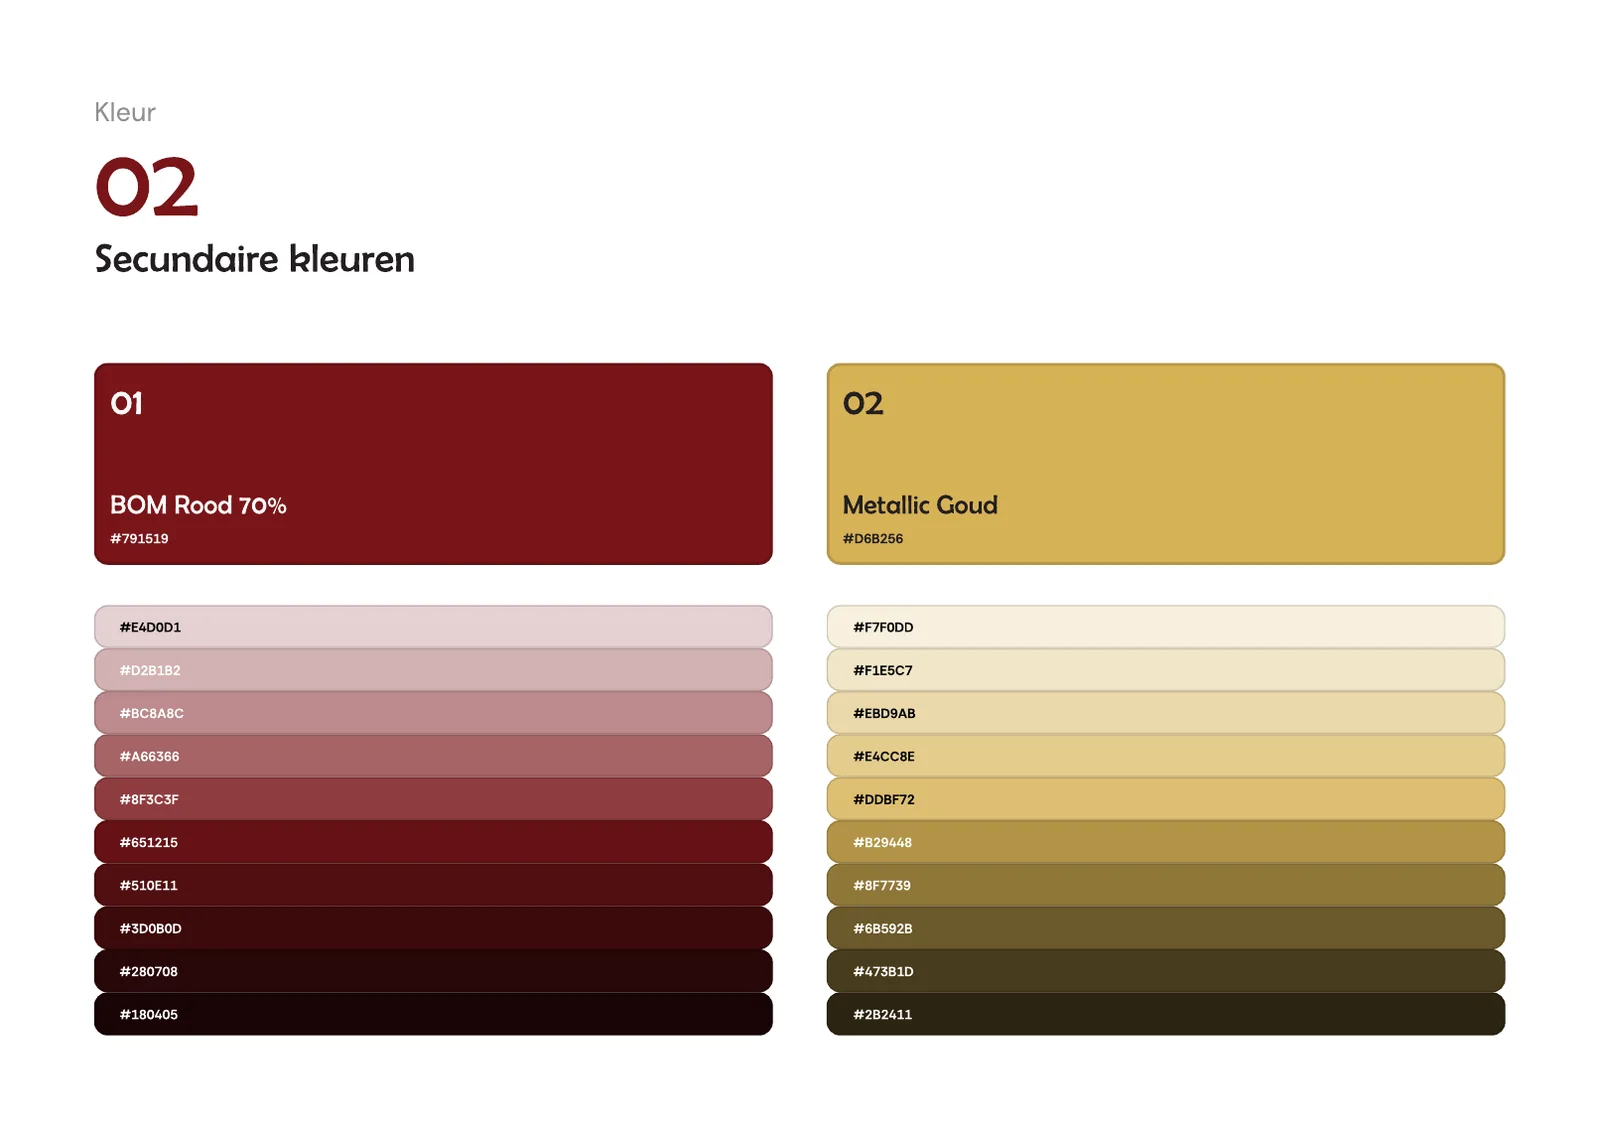 Kleur
02
Secundaire kleuren
01
BOM Rood 70%
#791519
#E4D0D1
#D2B1B2
#BC8A8C
#A66366
#8F3C3F
#651215
#510E11
#3D0B0D
#280708
#180405
02
Metallic Goud
#D6B256
#F7F0DD
#F1E5C7
#EBD9AB
#E4CC8E
#DDBF72
#B29448
#8F7739
#6B592B
#473B1D
#2B2411